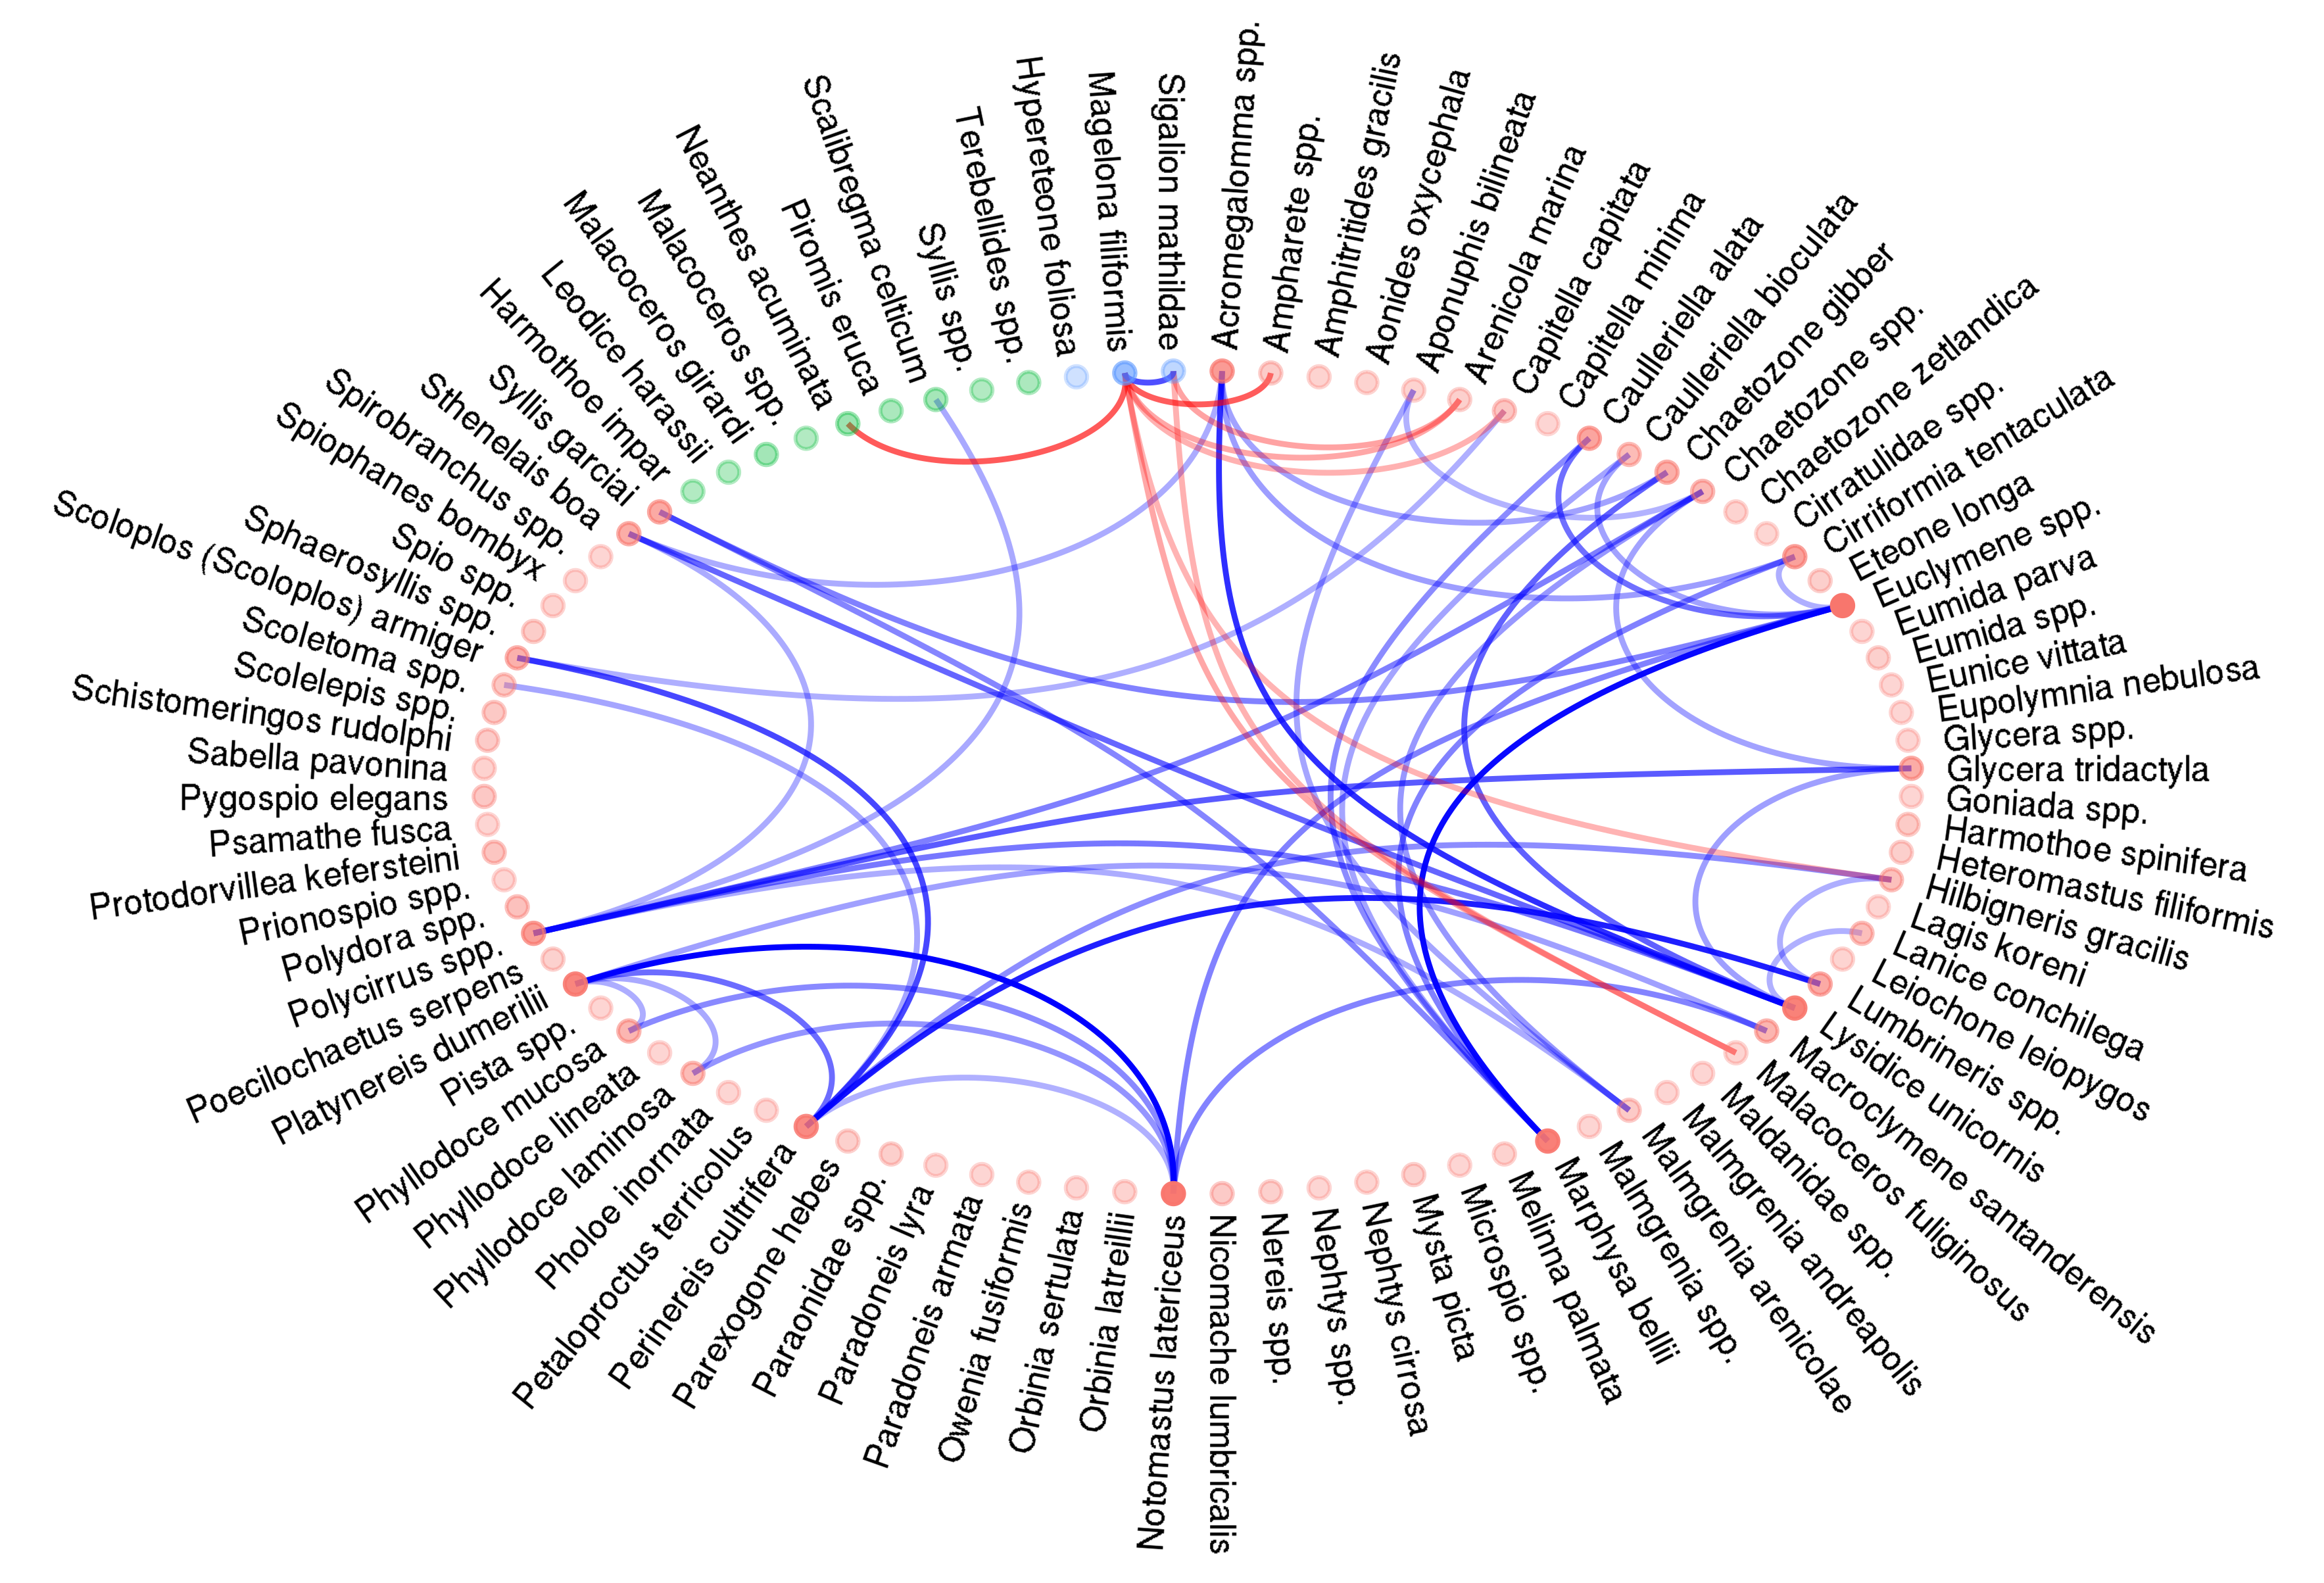 Sigalion mathildae
Acromegalomma spp.
Ampharete spp.
Amphitritides gracilis
Aonides oxycephala
Aponuphis bilineata
Arenicola marina
Capitella capitata
Capitella minima
Caulleriella alata
Caulleriella bioculata
Chaetozone gibber
Chaetozone spp.
Chaetozone zetlandica
Cirratulidae spp.
Cirriformia tentaculata
Eteone longa
Euclymene spp.
Eumida parva
Eumida spp.
Eunice vittata
Eupolymnia nebulosa
Glycera spp.
Glycera tridactyla
Goniada spp.
Harmothoe spinifera
Heteromastus filiformis
Hilbigneris gracilis
Lagis koreni
Lanice conchilega
Leiochone leiopygos
Lumbrineris spp.
Lysidice unicornis
Macroclymene santanderensis
Malacoceros fuliginosus
Maldanidae spp.
Malmgrenia andreapolis
Malmgrenia arenicolae
Malmgrenia spp.
Marphysa bellii
Melinna palmata
Microspio spp.
Mysta picta
Nephtys cirrosa
Nephtys spp.
Nereis spp.
Nicomache lumbricalis
Notomastus latericeus
Orbinia latreillii
Orbinia sertulata
Owenia fusiformis
Paradoneis armata
Paradoneis lyra
Paraonidae spp.
Parexogone hebes
Perinereis cultrifera
Petaloproctus terricolus
Pholoe inornata
Phyllodoce laminosa
Phyllodoce lineata
Phyllodoce mucosa
Pista spp.
Platynereis dumerilii
Poecilochaetus serpens
Polycirrus spp.
Polydora spp.
Prionospio spp.
Protodorvillea kefersteini
Psamathe fusca
Pygospio elegans
Sabella pavonina
Schistomeringos rudolphi
Scolelepis spp.
Scoletoma spp.
Scoloplos (Scoloplos) armiger
Sphaerosyllis spp.
Spio spp.
Spiophanes bombyx
Spirobranchus spp.
Sthenelais boa
Syllis garciai
Harmothoe impar
Leodice harassii
Malacoceros girardi
Malacoceros spp.
Neanthes acuminata
Piromis eruca
Scalibregma celticum
Syllis spp.
Terebellides spp.
Hypereteone foliosa
Magelona filiformis